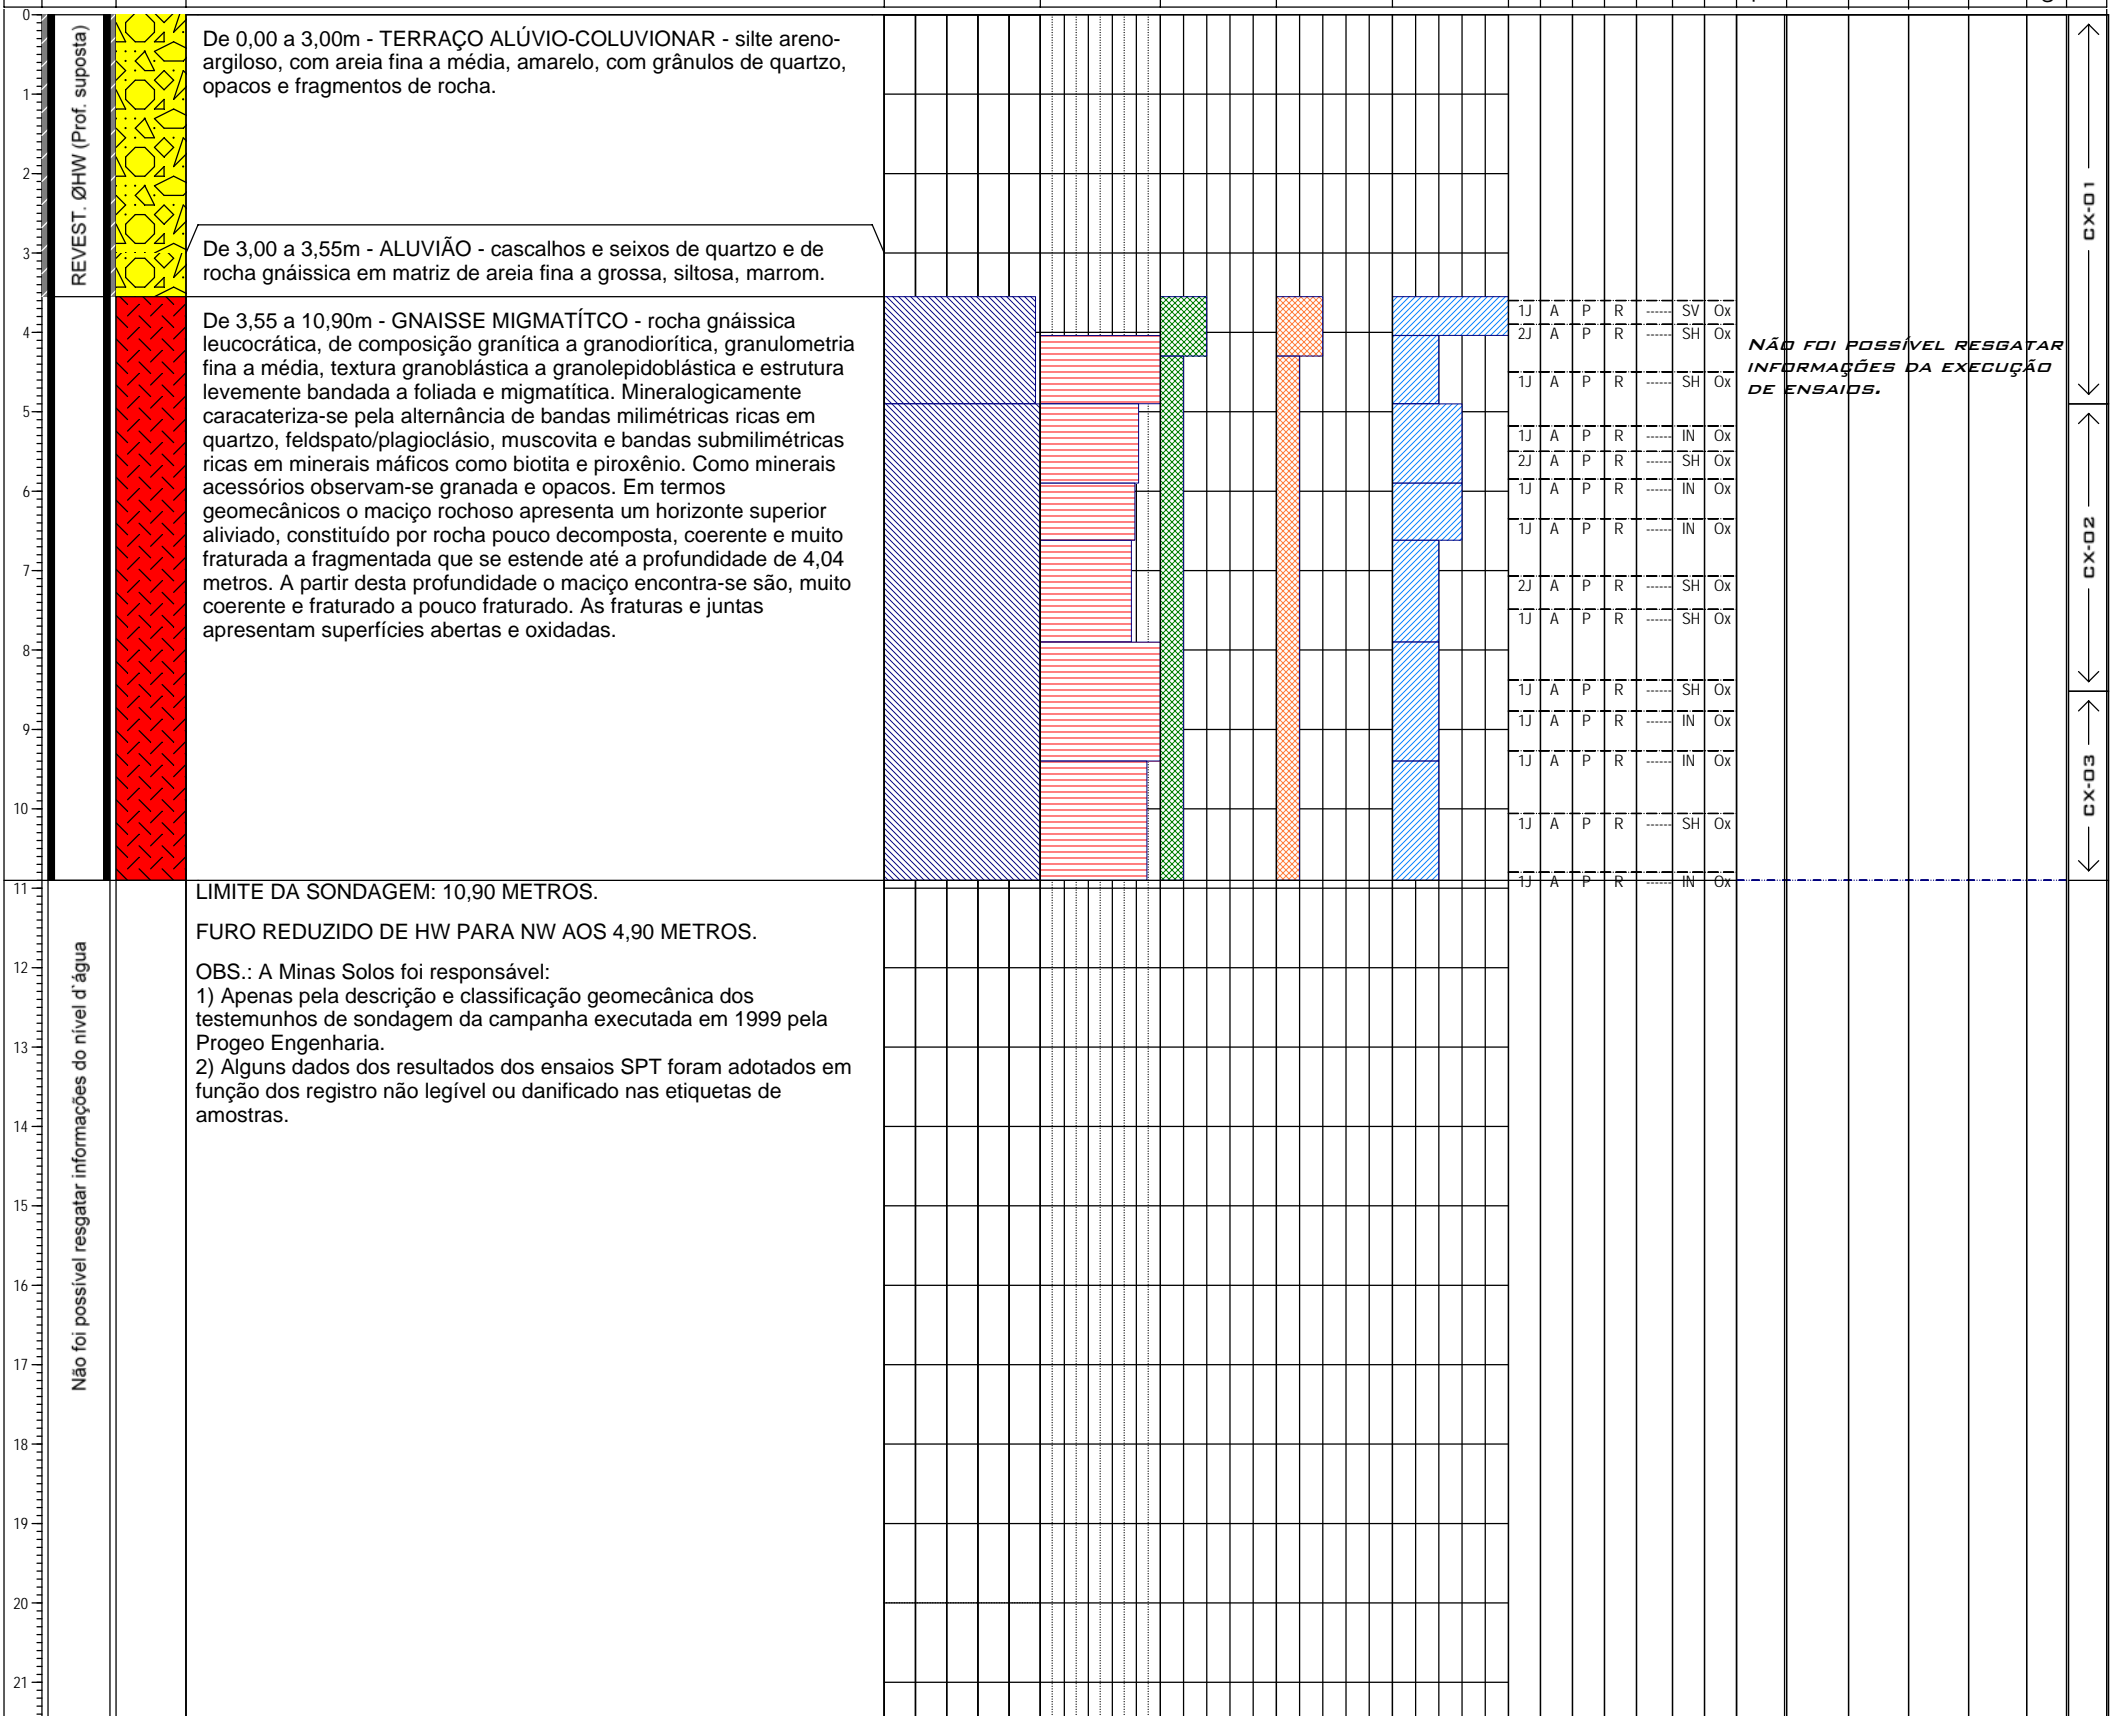 De 0,00 a 3,00m - TERRAÇO ALÚVIO-COLUVIONAR - silte areno-
argiloso, com areia fina a média, amarelo, com grânulos de quartzo,
opacos e fragmentos de rocha.
De 3,00 a 3,55m - ALUVIÃO - cascalhos e seixos de quartzo e de
rocha gnáissica em matriz de areia fina a grossa, siltosa, marrom.
De 3,55 a 10,90m - GNAISSE MIGMATÍTCO - rocha gnáissica
leucocrática, de composição granítica a granodiorítica, granulometria
fina a média, textura granoblástica a granolepidoblástica e estrutura
levemente bandada a foliada e migmatítica. Mineralogicamente
caracateriza-se pela alternância de bandas milimétricas ricas em
quartzo, feldspato/plagioclásio, muscovita e bandas submilimétricas
ricas em minerais máficos como biotita e piroxênio. Como minerais
acessórios observam-se granada e opacos. Em termos
geomecânicos o maciço rochoso apresenta um horizonte superior
aliviado, constituído por rocha pouco decomposta, coerente e muito
fraturada a fragmentada que se estende até a profundidade de 4,04
metros. A partir desta profundidade o maciço encontra-se são, muito
coerente e fraturado a pouco fraturado. As fraturas e juntas
apresentam superfícies abertas e oxidadas.
LIMITE DA SONDAGEM: 10,90 METROS.
FURO REDUZIDO DE HW PARA NW AOS 4,90 METROS.
OBS.: A Minas Solos foi responsável:
1) Apenas pela descrição e classificação geomecânica dos
testemunhos de sondagem da campanha executada em 1999 pela
Progeo Engenharia.
2) Alguns dados dos resultados dos ensaios SPT foram adotados em
função dos registro não legível ou danificado nas etiquetas de
amostras.
REVEST. ØHW (Prof. suposta)
Não foi possível resgatar informações do nível d`água
0
1
2
3
4
5
6
7
8
9
10
11
12
13
14
15
16
17
18
19
20
21
1J A P R ------ SV Ox
2J A P R ------ SH Ox
1J A P R ------ SH Ox
1J A P R ------ IN Ox
2J A P R ------ SH Ox
1J A P R ------ IN Ox
1J A P R ------ IN Ox
2J A P R ------ SH Ox
1J A P R ------ SH Ox
1J A P R ------ SH Ox
1J A P R ------ IN Ox
1J A P R ------ IN Ox
1J A P R ------ SH Ox
1J A P R ------ IN Ox
NÃO FOI POSSÍVEL RESGATAR
INFORMAÇÕES DA EXECUÇÃO
DE ENSAIOS.
CX-01
CX-02
CX-03